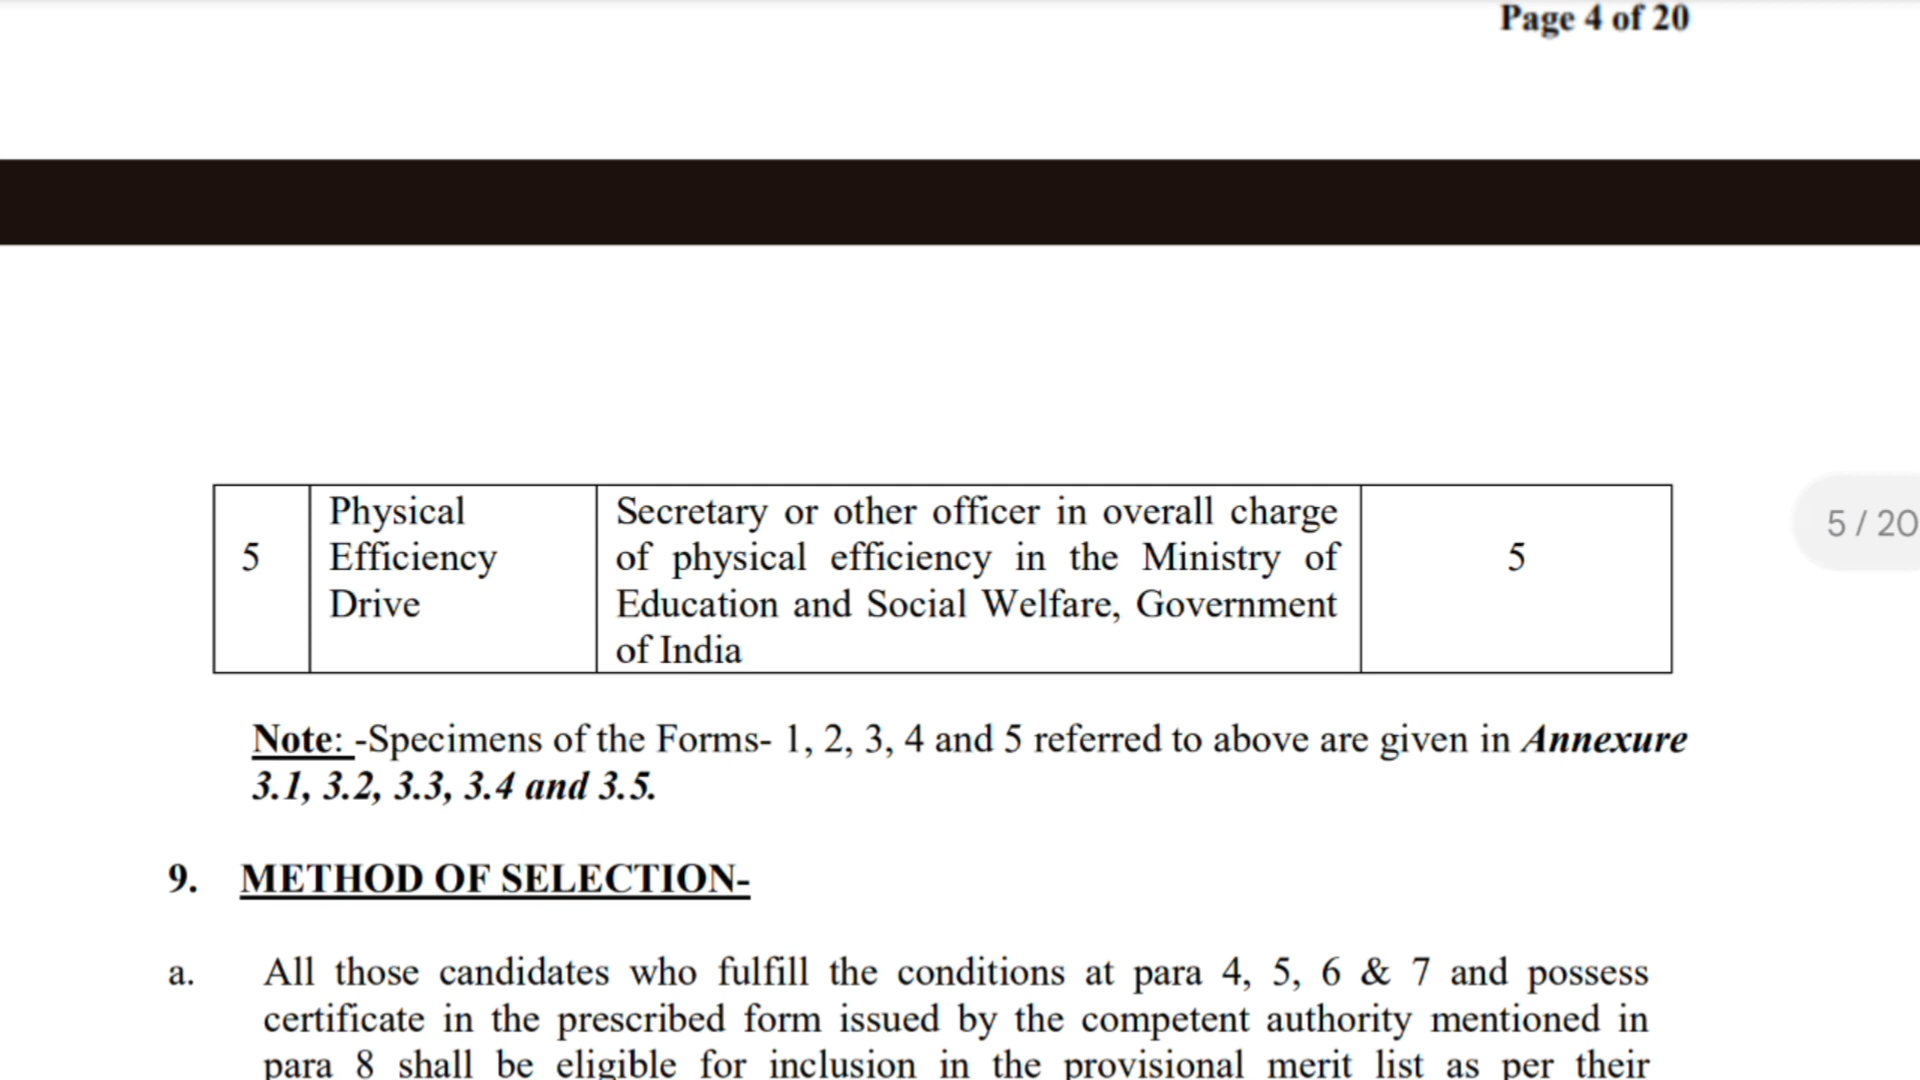 Page 4 of 20
5 / 20
5
Physical
Efficiency
Drive
Secretary or other officer in overall charge
of physical efficiency in the Ministry of
Education and Social Welfare, Government
of India
5
Note: -Specimens of the Forms- 1, 2, 3, 4 and 5 referred to above are given in Annexure
3.1, 3.2, 3.3, 3.4 and 3.5.
9. METHOD OF SELECTION-
a. All those candidates who fulfill the conditions at para 4, 5, 6 & 7 and possess
certificate in the prescribed form issued by the competent authority mentioned in
para 8 shall be eligible for inclusion in the provisional merit list as per their